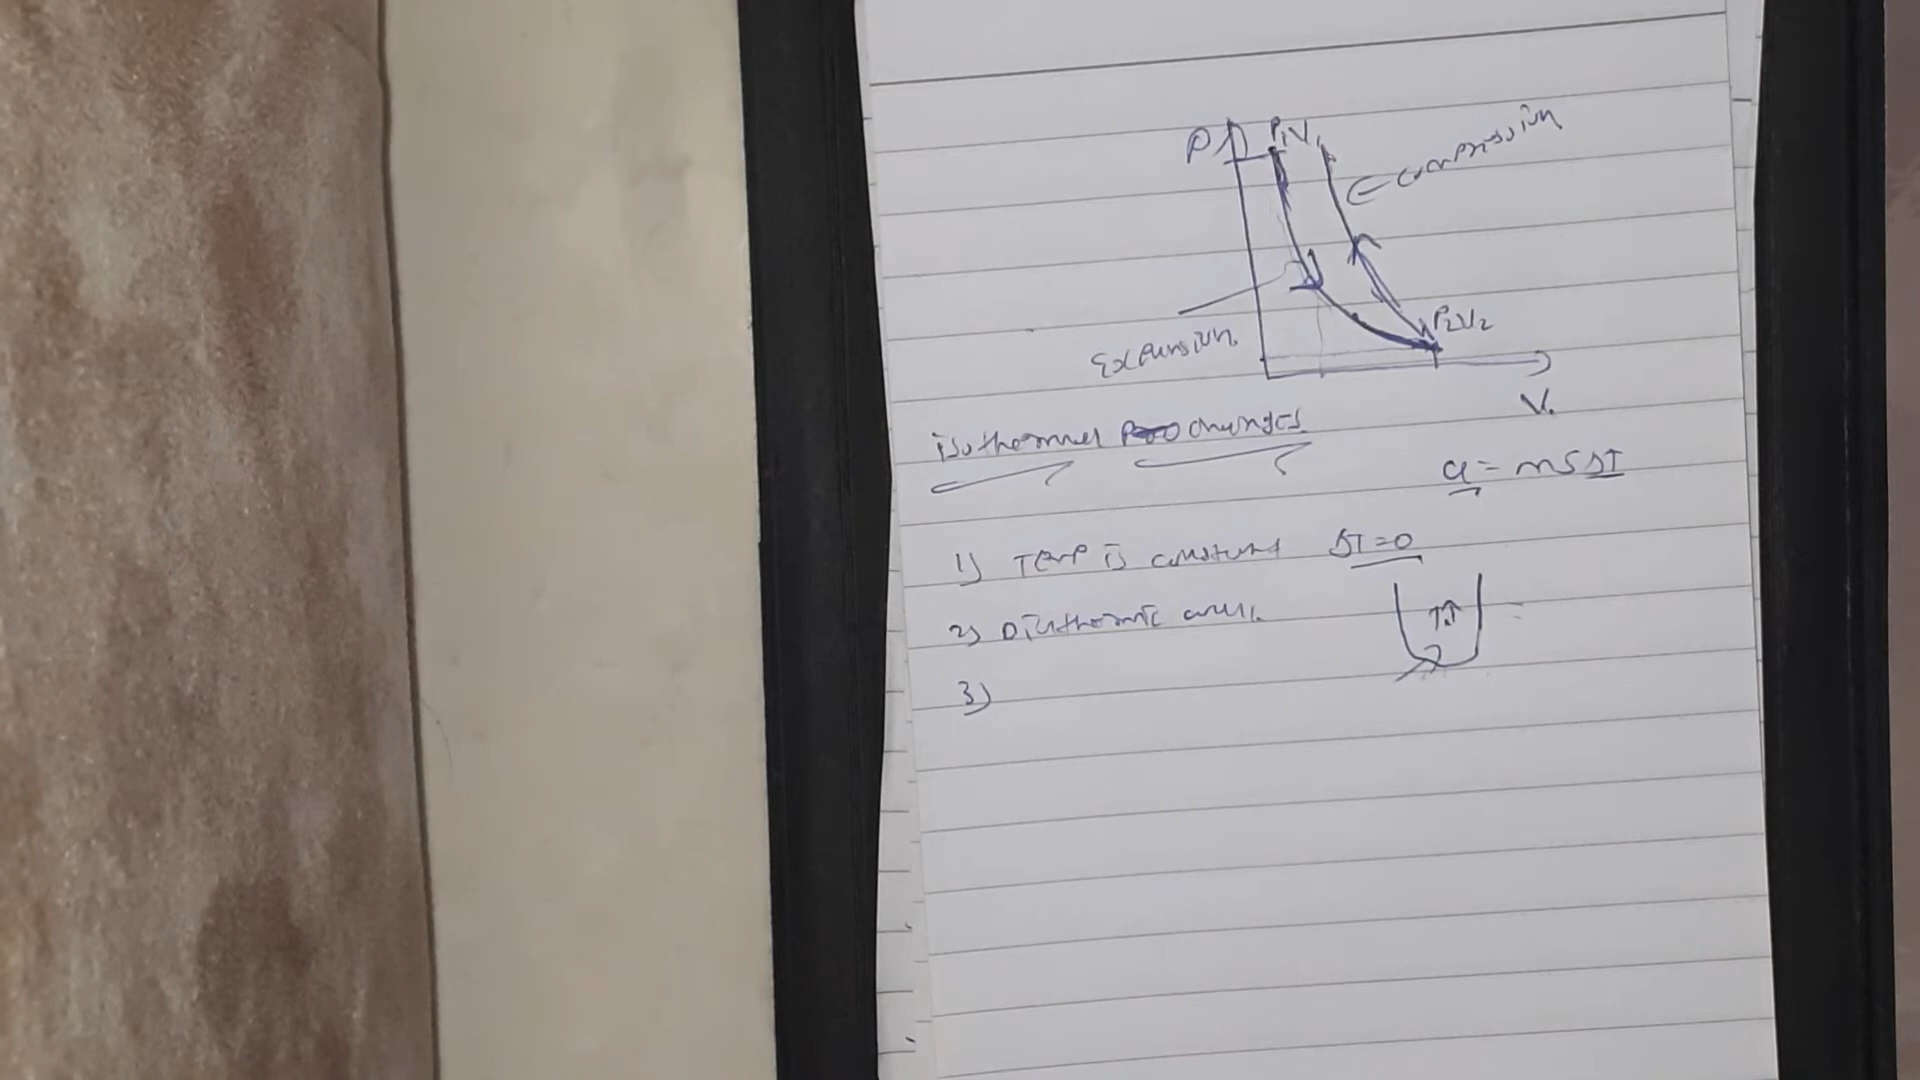 P P₁V₁
compression
P₂V₂
Expansion.
V.
isothermal changes
Q = msΔT
1) Temp is constant ΔT=0
2) Diathermic wall.
3)